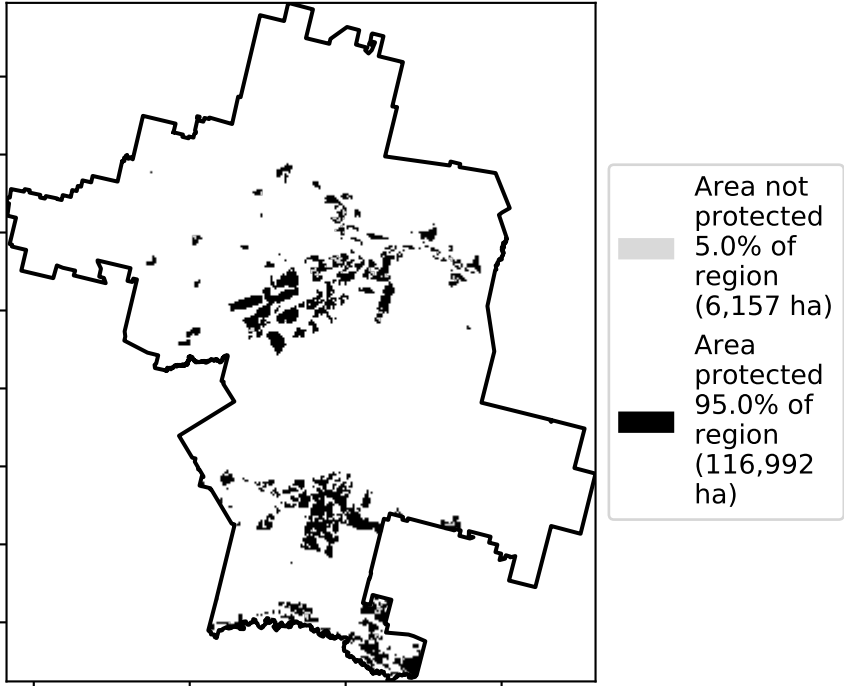 Area not
protected
5.0% of
region
(6,157 ha)
Area
protected
95.0% of
region
(116,992
ha)